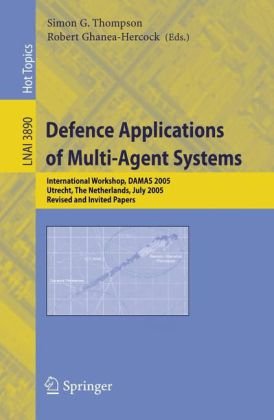 Simon G. Thompson
Robert Ghanea-Hercock (Eds.)
Hot Topics
LNAI 3890
Defence Applications
of Multi-Agent Systems
International Workshop, DAMAS 2005
Utrecht, The Netherlands, July 2005
Revised and Invited Papers
Springer